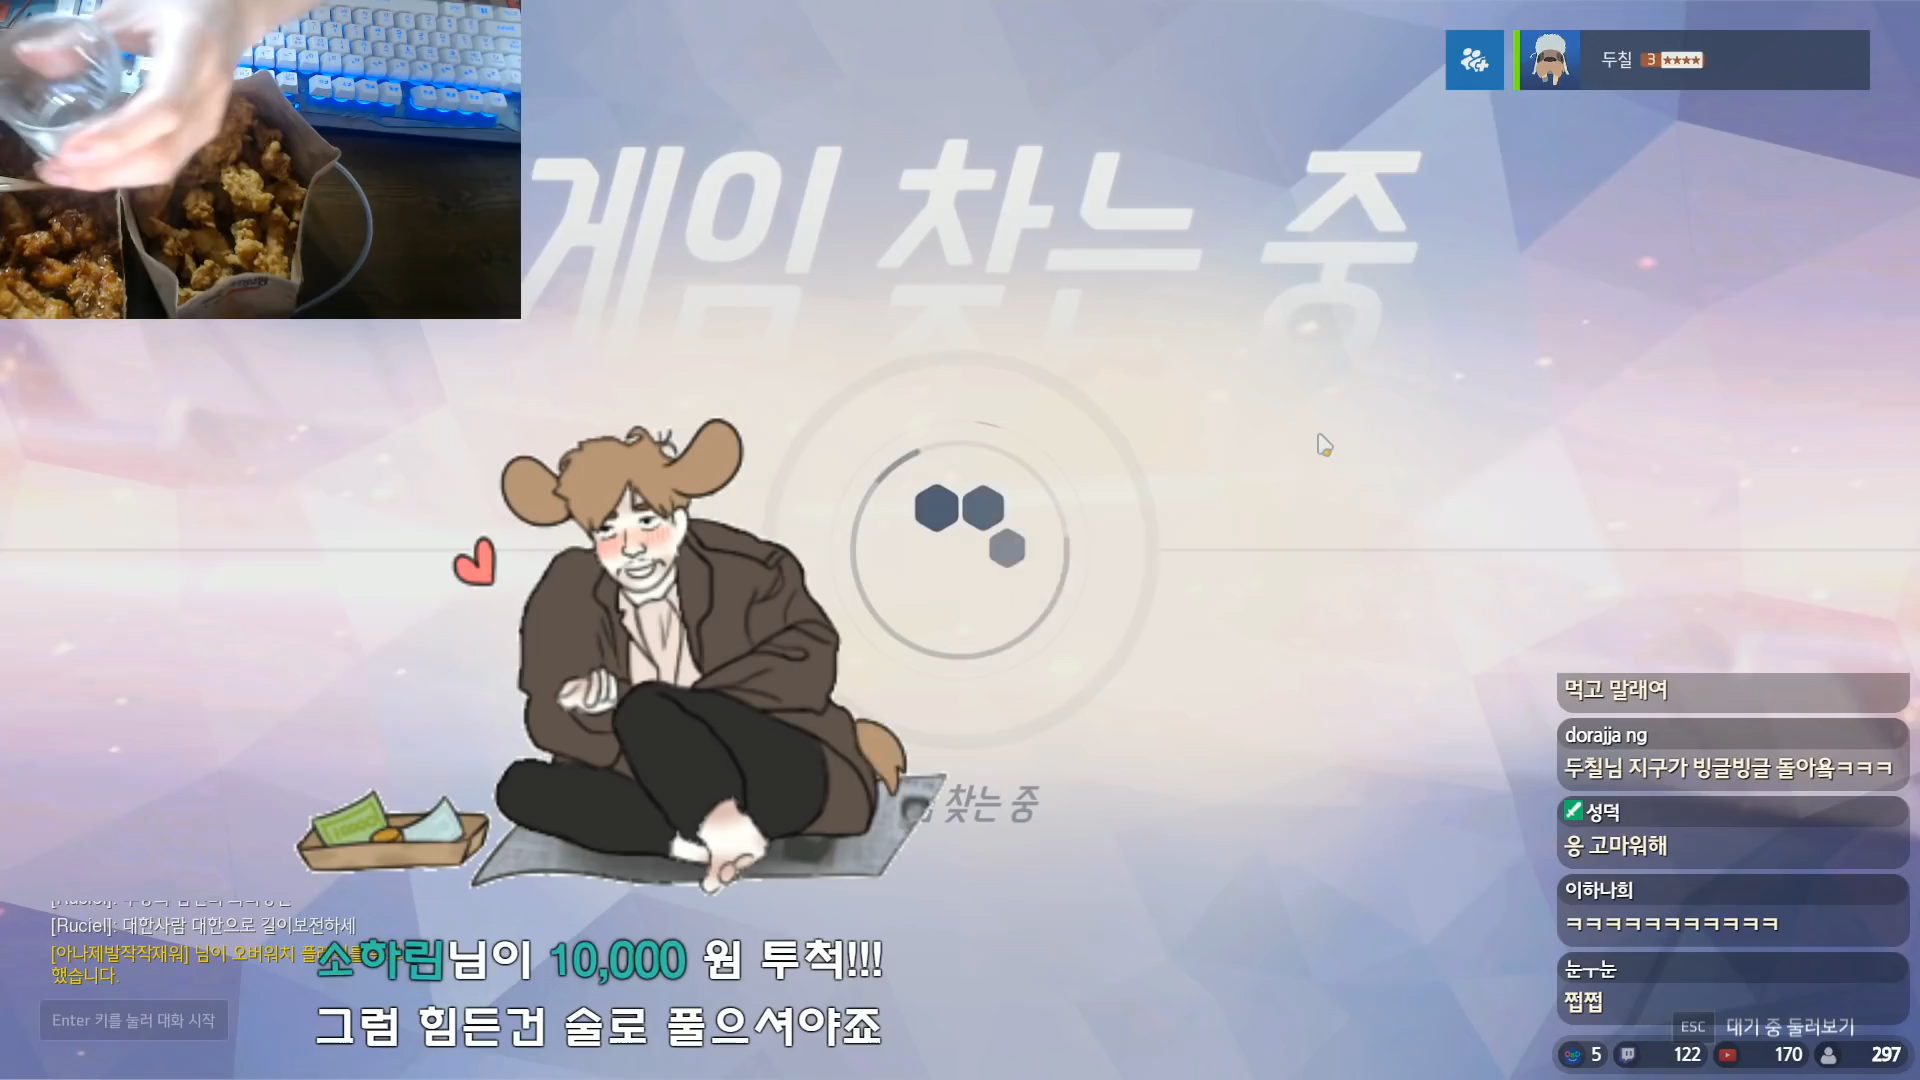 두칠 3
게임 찾는 중
찾는 중
먹고 말래여
dorajja ng
두칠님 지구가 빙글빙글 돌아욬ㅋㅋㅋ
성덕
웅 고마워해
이하나희
ㅋㅋㅋㅋㅋㅋㅋㅋㅋㅋㅋ
눈ㅜ눈
쩝쩝
[Ruciel]: 대한사람 대한으로 길이보전하세
[아나제발작작재워] 님이 오버워치
했습니다.
소하림님이 10,000 원 투척!!!
그럼 힘든건 술로 풀으셔야죠
Enter 키를 눌러 대화 시작
ESC 대기 중 둘러보기
5 122 170 297